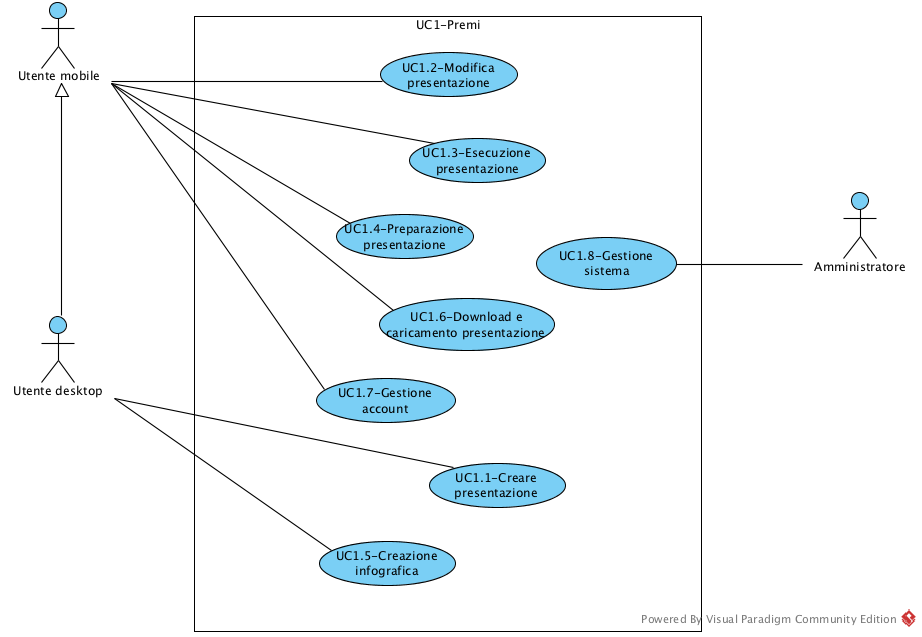 UC1-Premi
Utente mobile
UC1.2-Modifica
presentazione
UC1.3-Esecuzione
presentazione
UC1.4-Preparazione
presentazione
UC1.8-Gestione
sistema
Amministratore
UC1.6-Download e
caricamento presentazione
Utente desktop
UC1.7-Gestione
account
UC1.1-Creare
presentazione
UC1.5-Creazione
infografica
Powered By Visual Paradigm Community Edition